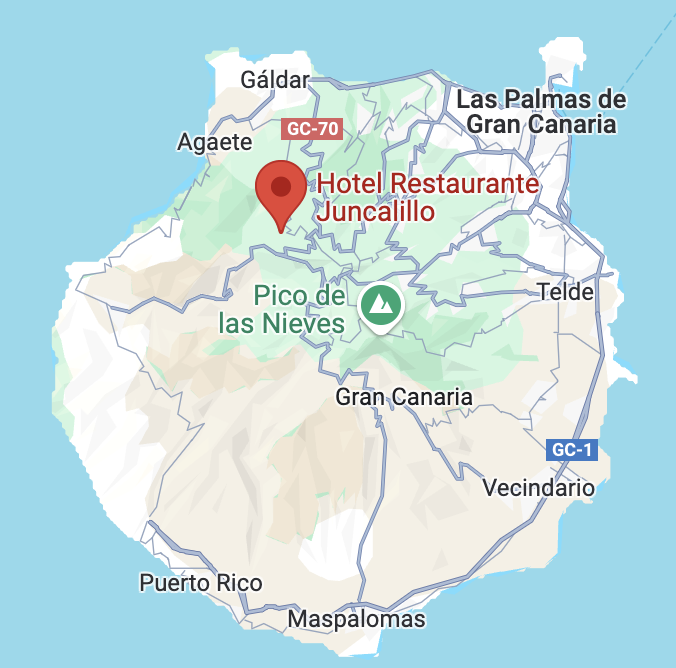 Gáldar
Las Palmas de
Gran Canaria
GC-70
Agaete
Hotel Restaurante
Juncalillo
Pico de
las Nieves
Telde
Gran Canaria
GC-1
Vecindario
Puerto Rico
Maspalomas